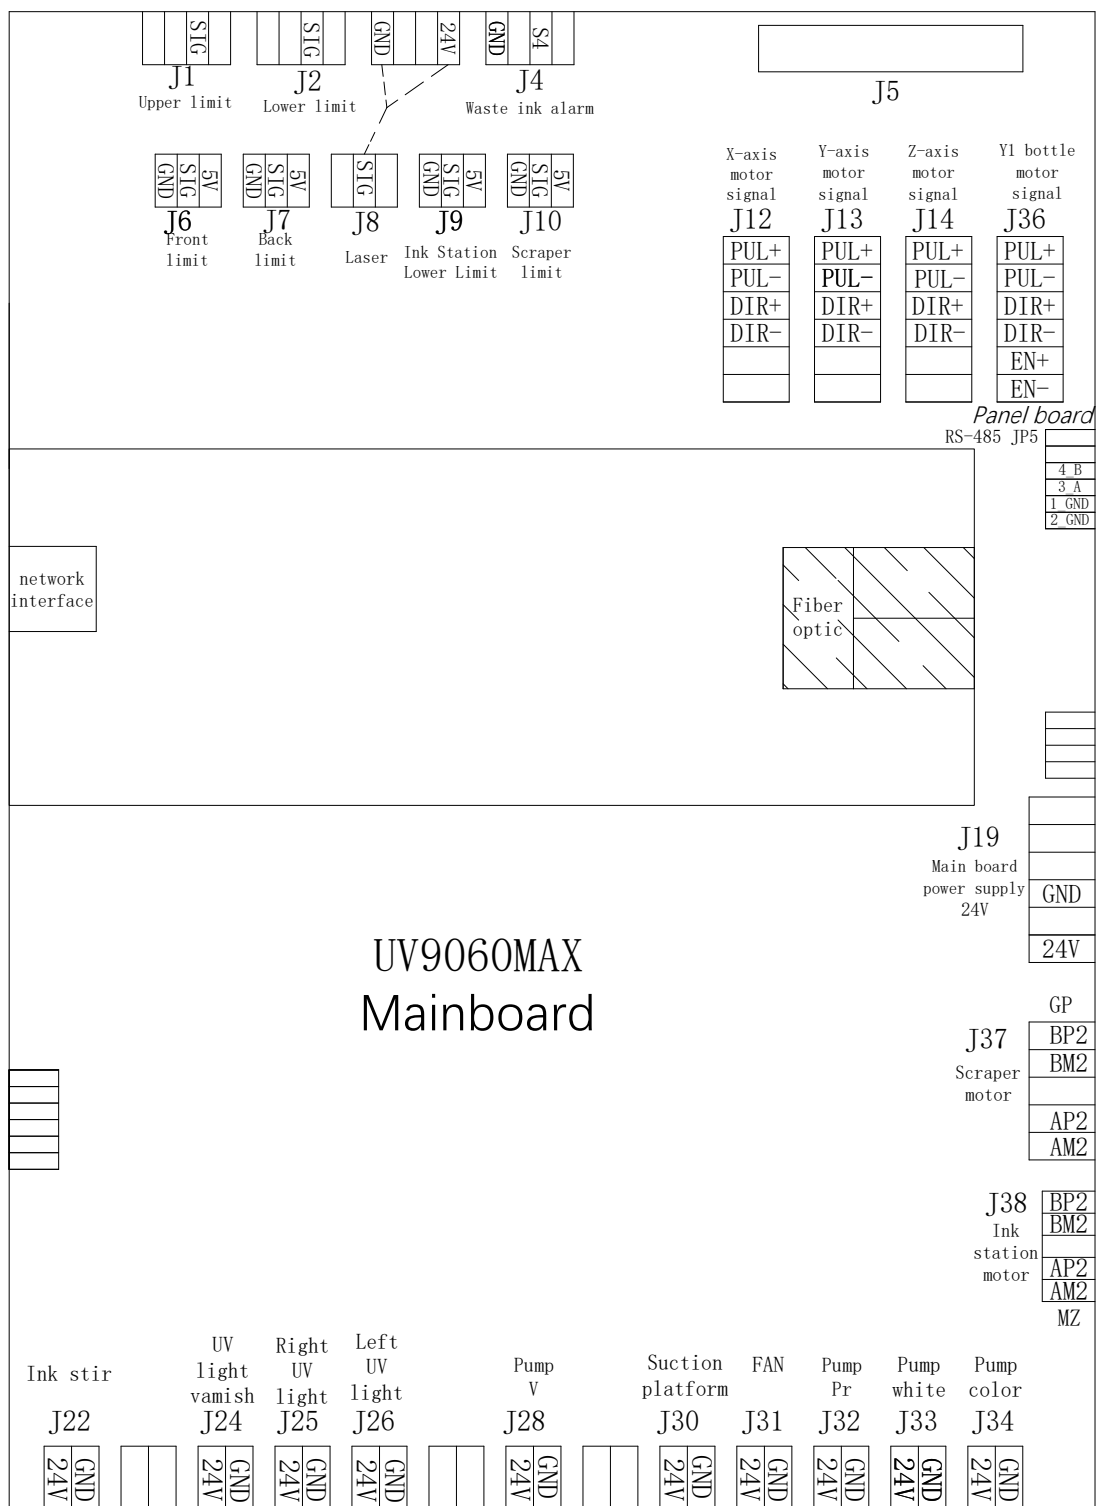 SIG SIG GND 24V GND S4
J1 J2 J4 J5
Upper limit Lower limit Waste ink alarm
GND SIG 5V GND SIG 5V SIG GND SIG 5V GND SIG 5V
J6 J7 J8 J9 J10
Front
limit
Back
limit
Laser
Ink Station
Lower Limit
Scraper
limit
X-axis
motor
signal
J12
PUL+
PUL-
DIR+
DIR-
Y-axis
motor
signal
J13
PUL+
PUL-
DIR+
DIR-
Z-axis
motor
signal
J14
PUL+
PUL-
DIR+
DIR-
Y1 bottle
motor
signal
J36
PUL+
PUL-
DIR+
DIR-
EN+
EN-
Panel board
RS-485 JP5
4_B
3_A
1_GND
2_GND
network
interface
Fiber
optic
J19
Main board
power supply
24V
GND
24V
UV9060MAX
Mainboard
GP
J37
Scraper
motor
BP2
BM2
AP2
AM2
J38
Ink
station
motor
BP2
BM2
AP2
AM2
MZ
Ink stir
J22
24V GND
UV
light
vamish
J24
24V GND
Right
UV
light
J25
24V GND
Left
UV
light
J26
24V GND
Pump
V
J28
24V GND
Suction
platform
J30
24V GND
FAN
J31
24V GND
Pump
Pr
J32
24V GND
Pump
white
J33
24V GND
Pump
color
J34
24V GND